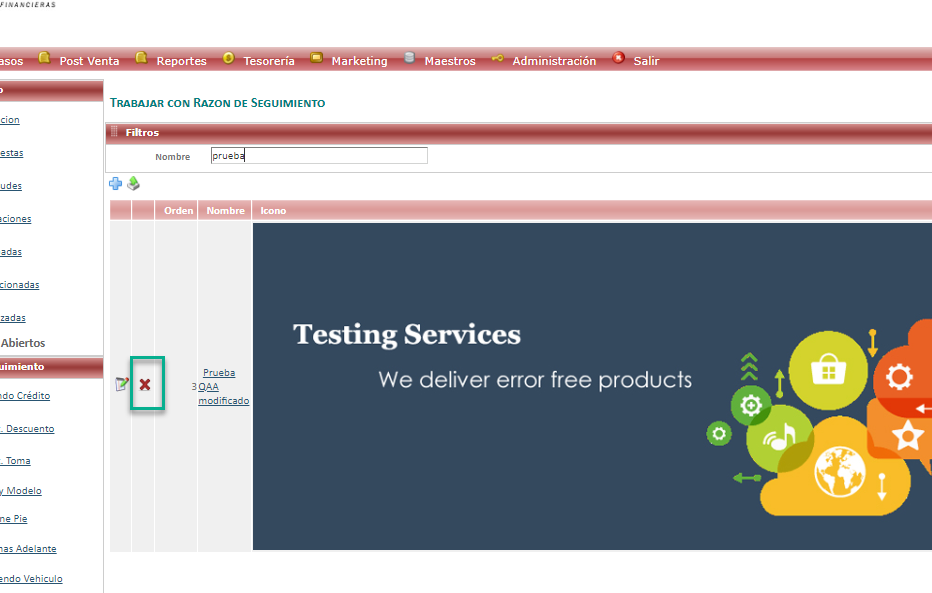 FINANCIERAS
asos Post Venta Reportes Tesorería Marketing Maestros Administración Salir
o
cion
estas
udes
aciones
adas
cionadas
zadas
Abiertos
uimiento
ndo Crédito
. Descuento
. Toma
y Modelo
ne Pie
nas Adelante
endo Vehículo
Trabajar con Razon de Seguimiento
Filtros
Nombre prueba
Orden Nombre Icono
3 Prueba
QAA
modificado
Testing Services
We deliver error free products